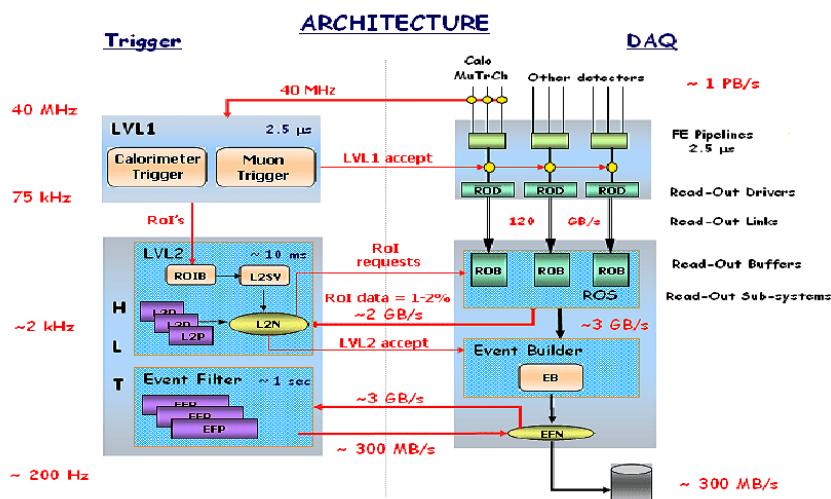 ARCHITECTURE
Trigger
DAQ
Calo
MuTrCh
Other detectors
~ 1 PB/s
40 MHz
40 MHz
LVL1
2.5 µs
Calorimeter
Trigger
Muon
Trigger
LVL1 accept
FE Pipelines
2.5 µs
75 kHz
ROD
ROD
ROD
Read-Out Drivers
RoI's
120
GB/s
Read-Out Links
LVL2
~ 10 ms
RoI
requests
ROIB
L2SV
ROB
ROB
ROB
Read-Out Buffers
ROS
Read-Out Sub-systems
RoI data = 1-2%
~2 GB/s
H
L
T
L2P
L2P
L2P
L2N
~2 kHz
~3 GB/s
LVL2 accept
Event Builder
EB
Event Filter
~ 1 sec
~3 GB/s
EFP
EFP
EFP
EFN
~ 300 MB/s
~ 200 Hz
~ 300 MB/s